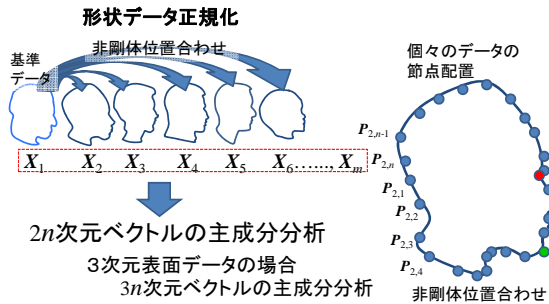 形状データ正規化
非剛体位置合わせ
基準
データ
X1 X2 X3 X4 X5 X6......, Xm
2n次元ベクトルの主成分分析
３次元表面データの場合
3n次元ベクトルの主成分分析
個々のデータの
節点配置
P2,n-1
P2,n
P2,1
P2,2
P2,3
P2,4
非剛体位置合わせ